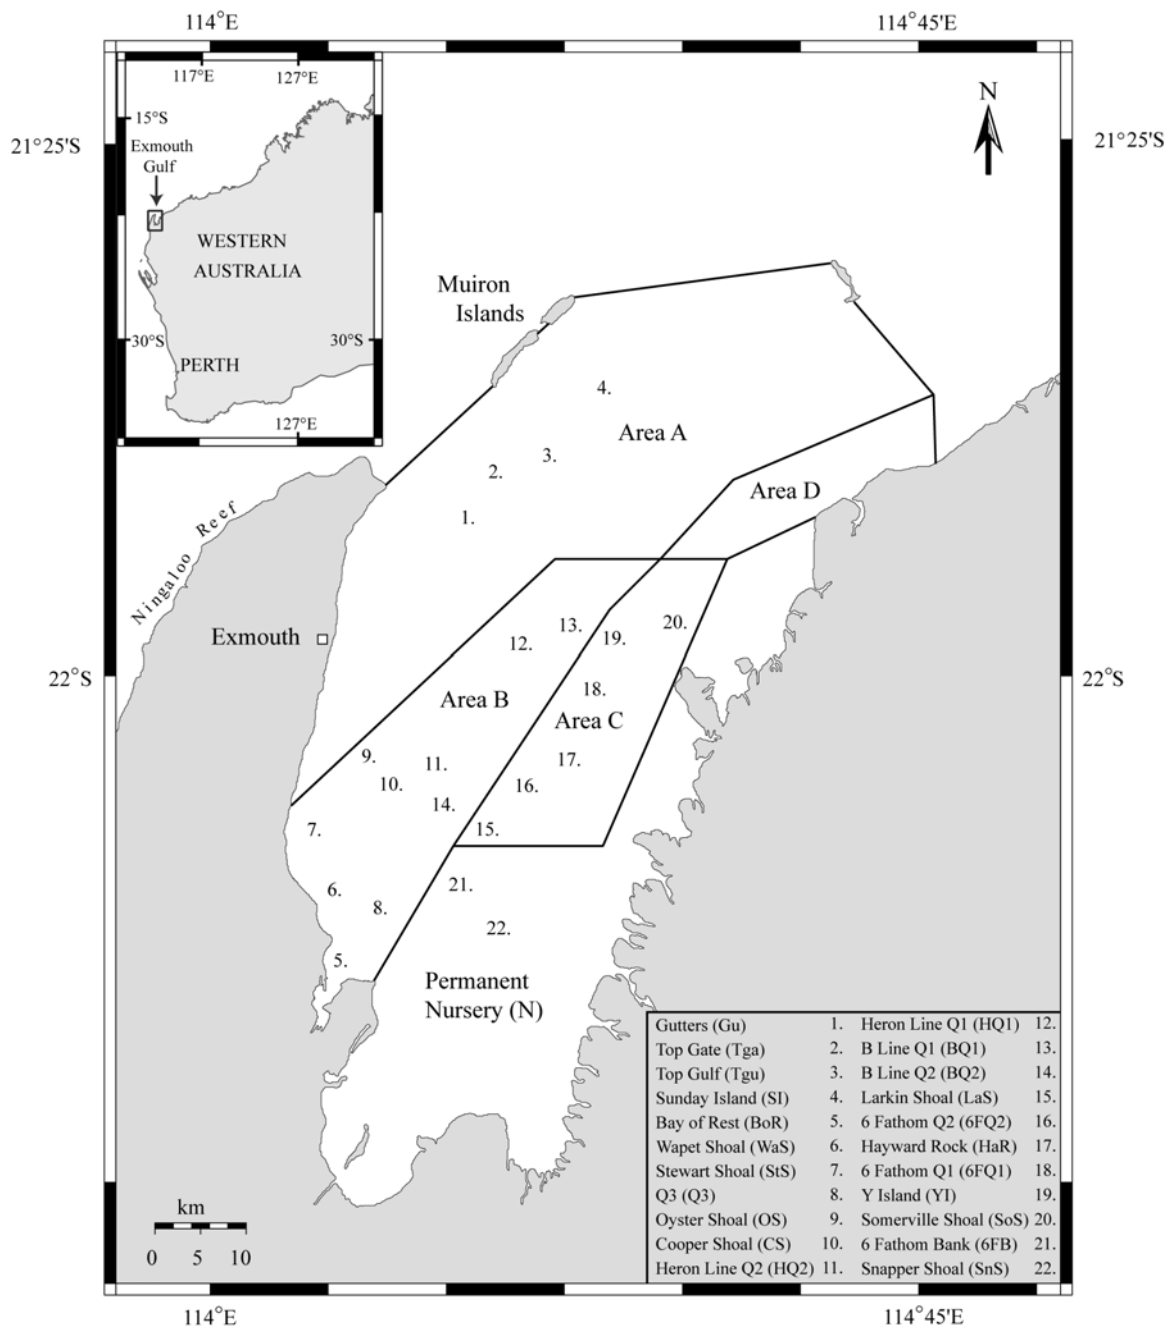 114°E
114°45'E
117°E
127°E
15°S
Exmouth
Gulf
WESTERN
AUSTRALIA
30°S
30°S
PERTH
127°E
N
21°25'S
21°25'S
Muiron
Islands
4.
Area A
3.
2.
1.
Area D
Ningaloo Reef
Exmouth
13.
12.
19.
20.
22°S
22°S
18.
Area B
Area C
9.
11.
10.
17.
16.
14.
15.
7.
6.
8.
21.
22.
5.
Permanent
Nursery (N)
Gutters (Gu) 1. Heron Line Q1 (HQ1) 12.
Top Gate (Tga) 2. B Line Q1 (BQ1) 13.
Top Gulf (Tgu) 3. B Line Q2 (BQ2) 14.
Sunday Island (SI) 4. Larkin Shoal (LaS) 15.
Bay of Rest (BoR) 5. 6 Fathom Q2 (6FQ2) 16.
Wapet Shoal (WaS) 6. Hayward Rock (HaR) 17.
Stewart Shoal (StS) 7. 6 Fathom Q1 (6FQ1) 18.
Q3 (Q3) 8. Y Island (YI) 19.
Oyster Shoal (OS) 9. Somerville Shoal (SoS) 20.
Cooper Shoal (CS) 10. 6 Fathom Bank (6FB) 21.
Heron Line Q2 (HQ2) 11. Snapper Shoal (SnS) 22.
km
0 5 10
114°E
114°45'E